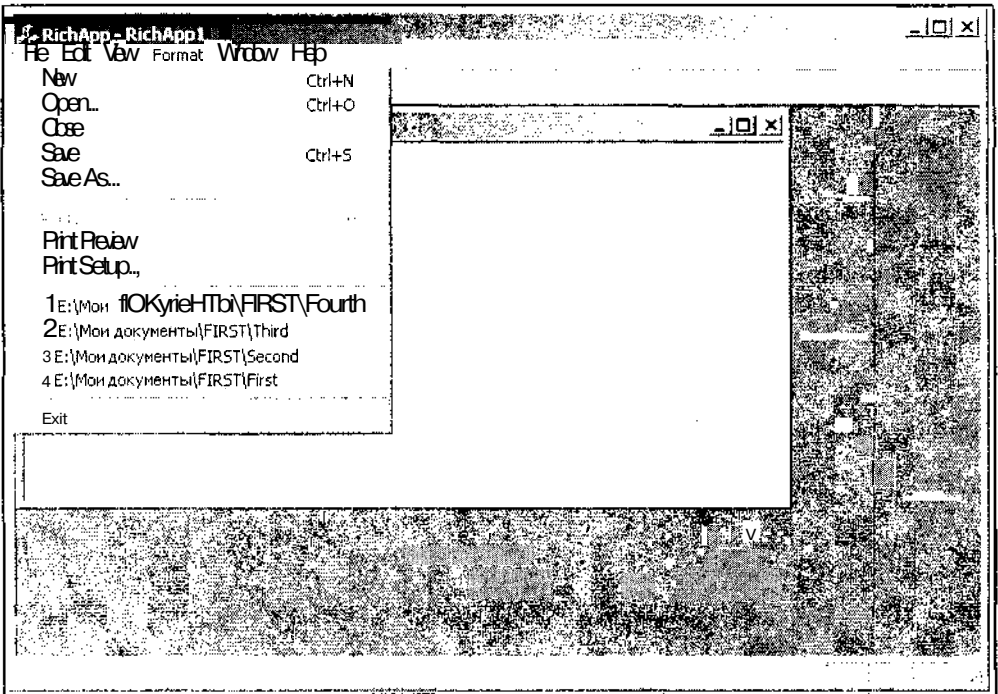 RichApp - RichApp1
File Edit View Format Window Help
New Ctrl+N
Open... Ctrl+O
Close
Save Ctrl+S
Save As...
Print Preview
Print Setup..,
1 E:\Мои flOKyrieHTbi\FIRST\Fourth
2 E:\Мои документы\FIRST\Third
3 E:\Мои документы\FIRST\Second
4 E:\Мои документы\FIRST\First
Exit